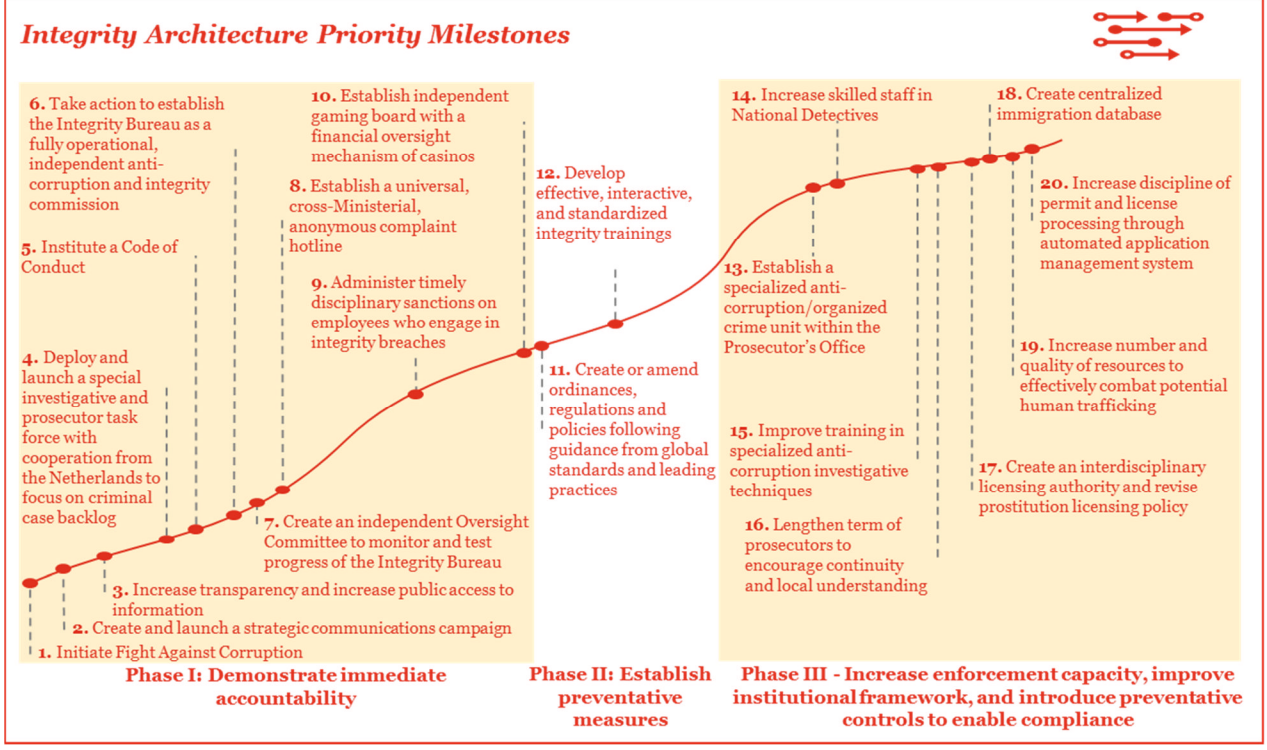 Integrity Architecture Priority Milestones
6. Take action to establish
the Integrity Bureau as a
fully operational,
independent anti-
corruption and integrity
commission
5. Institute a Code of
Conduct
4. Deploy and
launch a special
investigative and
prosecutor task
force with
cooperation from
the Netherlands to
focus on criminal
case backlog
10. Establish independent
gaming board with a
financial oversight
mechanism of casinos
8. Establish a universal,
cross-Ministerial,
anonymous complaint
hotline
9. Administer timely
disciplinary sanctions on
employees who engage in
integrity breaches
7. Create an independent Oversight
Committee to monitor and test
progress of the Integrity Bureau
3. Increase transparency and increase public access to
information
2. Create and launch a strategic communications campaign
1. Initiate Fight Against Corruption
Phase I: Demonstrate immediate
accountability
12. Develop
effective, interactive,
and standardized
integrity trainings
11. Create or amend
ordinances,
regulations and
policies following
guidance from global
standards and leading
practices
Phase II: Establish
preventative
measures
14. Increase skilled staff in
National Detectives
18. Create centralized
immigration database
13. Establish a
specialized anti-
corruption/organized
crime unit within the
Prosecutor's Office
20. Increase discipline of
permit and license
processing through
automated application
management system
19. Increase number and
quality of resources to
effectively combat potential
human trafficking
15. Improve training in
specialized anti-
corruption investigative
techniques
17. Create an interdisciplinary
licensing authority and revise
prostitution licensing policy
16. Lengthen term of
prosecutors to
encourage continuity
and local understanding
Phase III - Increase enforcement capacity, improve
institutional framework, and introduce preventative
controls to enable compliance